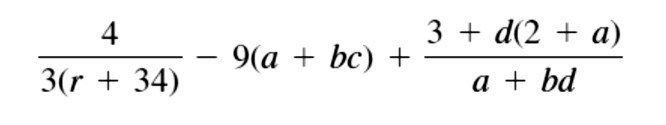 4/(3(r + 34)) − 9(a + bc) + (3 + d(2 + a))/(a + bd)